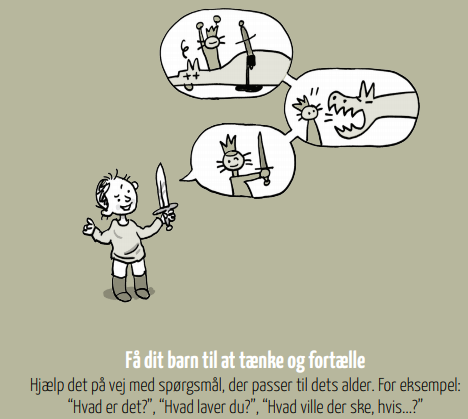 Få dit barn til at tænke og fortælle
Hjælp det på vej med spørgsmål, der passer til dets alder. For eksempel:
“Hvad er det?”, “Hvad laver du?”, “Hvad ville der ske, hvis...?”